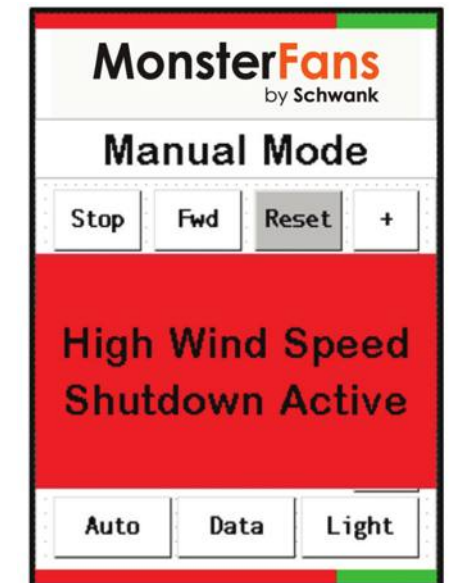 MonsterFans
by Schwank
Manual Mode
Stop Fwd Reset +
High Wind Speed
Shutdown Active
Auto Data Light